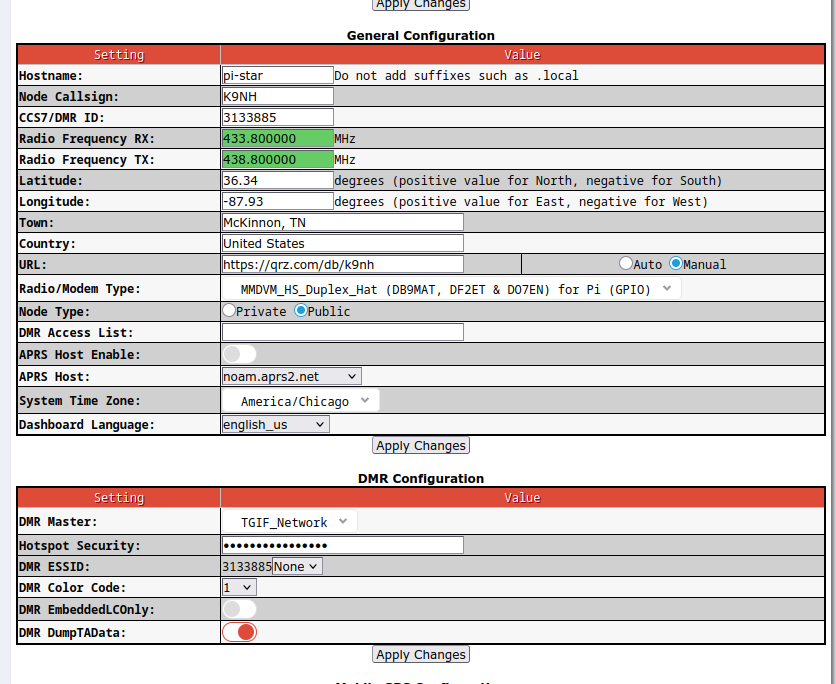 Apply Changes
General Configuration
Setting Value
Hostname: pi-star Do not add suffixes such as .local
Node Callsign: K9NH
CCS7/DMR ID: 3133885
Radio Frequency RX: 433.800000 MHz
Radio Frequency TX: 438.800000 MHz
Latitude: 36.34 degrees (positive value for North, negative for South)
Longitude: -87.93 degrees (positive value for East, negative for West)
Town: McKinnon, TN
Country: United States
URL: https://qrz.com/db/k9nh Auto Manual
Radio/Modem Type: MMDVM_HS_Duplex_Hat (DB9MAT, DF2ET & DO7EN) for Pi (GPIO)
Node Type: Private Public
DMR Access List:
APRS Host Enable:
APRS Host: noam.aprs2.net
System Time Zone: America/Chicago
Dashboard Language: english_us
Apply Changes
DMR Configuration
Setting Value
DMR Master: TGIF_Network
Hotspot Security: ••••••••••••••••
DMR ESSID: 3133885 None
DMR Color Code: 1
DMR EmbeddedLCOnly:
DMR DumpTAData:
Apply Changes